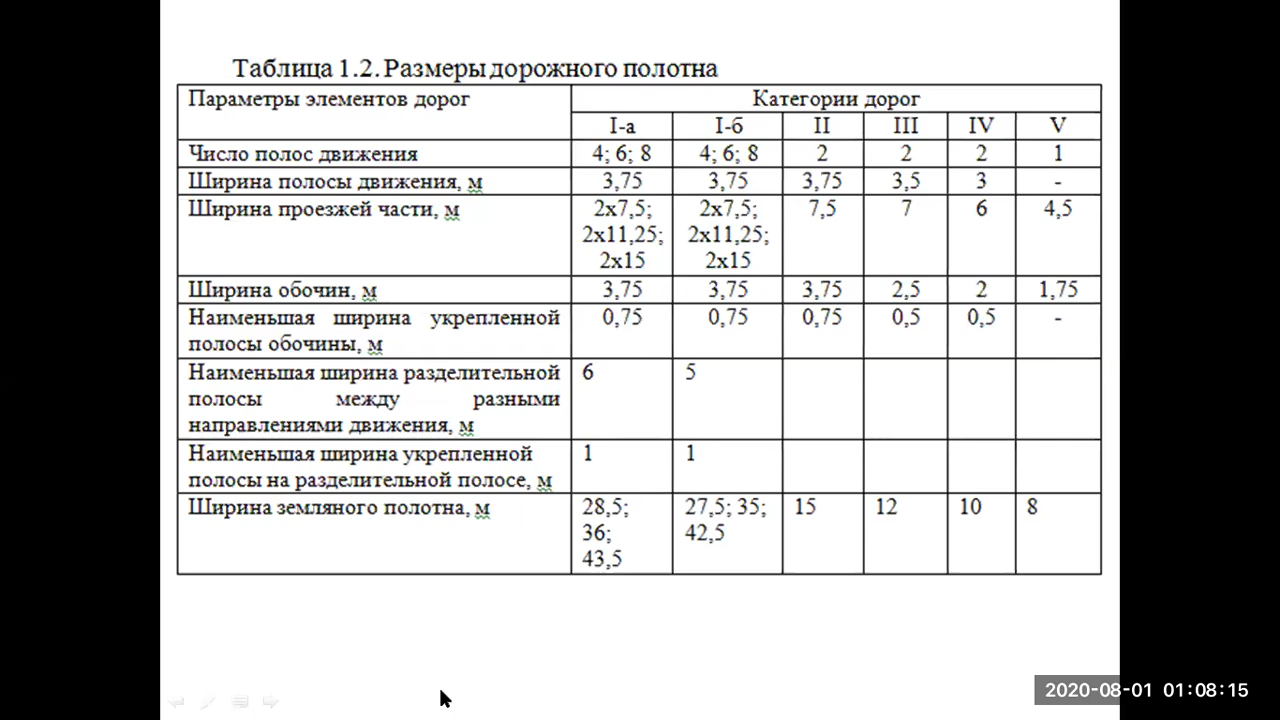 Таблица 1.2. Размеры дорожного полотна
Параметры элементов дорог Категории дорог
I-а I-б II III IV V
Число полос движения 4; 6; 8 4; 6; 8 2 2 2 1
Ширина полосы движения, м 3,75 3,75 3,75 3,5 3 -
Ширина проезжей части, м 2х7,5; 2х7,5; 7,5 7 6 4,5
2х11,25; 2х11,25;
2х15 2х15
Ширина обочин, м 3,75 3,75 3,75 2,5 2 1,75
Наименьшая ширина укрепленной 0,75 0,75 0,75 0,5 0,5 -
полосы обочины, м
Наименьшая ширина разделительной 6 5
полосы между разными
направлениями движения, м
Наименьшая ширина укрепленной 1 1
полосы на разделительной полосе, м
Ширина земляного полотна, м 28,5; 27,5; 35; 15 12 10 8
36; 42,5
43,5
2020-08-01 01:08:15